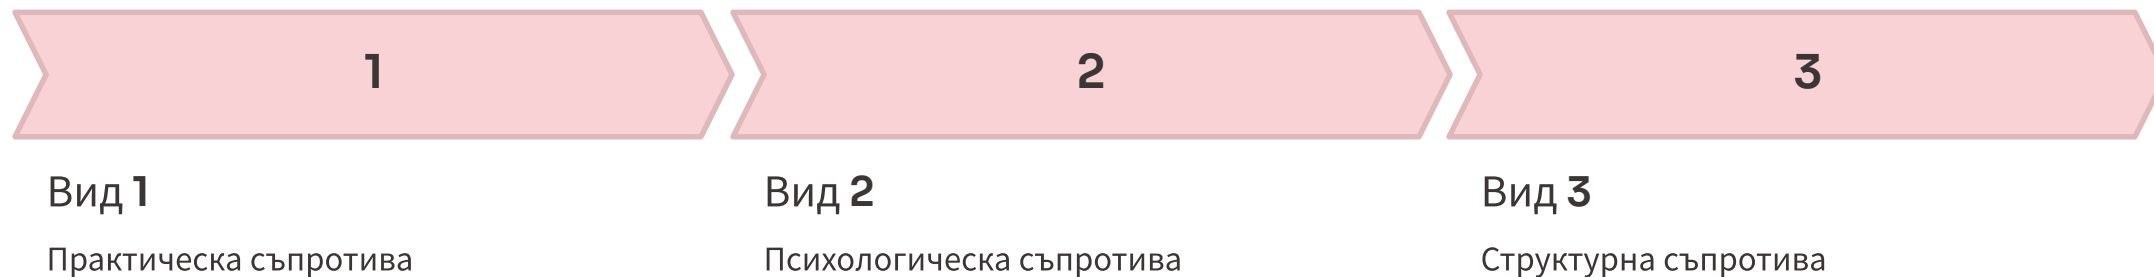 1
2
3
Вид 1
Практическа съпротива
Вид 2
Психологическа съпротива
Вид 3
Структурна съпротива